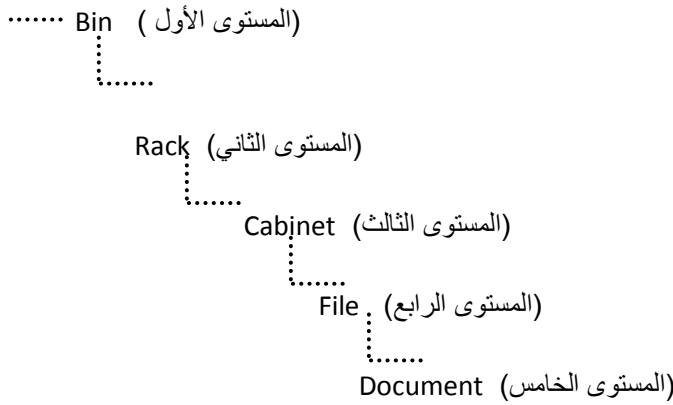 ....... Bin (المستوى الأول )
Rack (المستوى الثاني)
Cabinet (المستوى الثالث)
File (المستوى الرابع)
Document (المستوى الخامس)